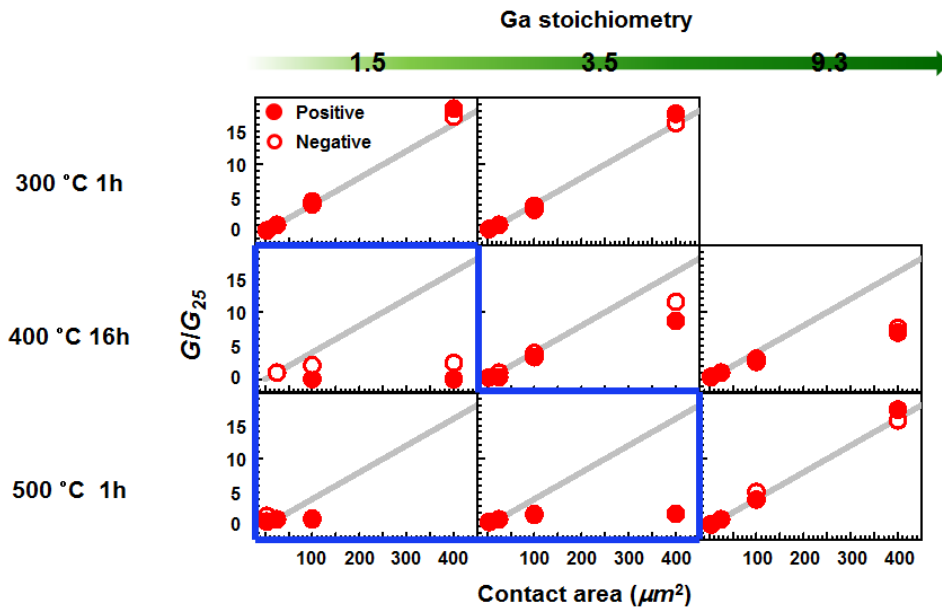 Ga stoichiometry
1.5 3.5 9.3
Positive
Negative
300 °C 1h
15
10
5
0
400 °C 16h
15
10
5
0
G/G25
500 °C 1h
15
10
5
0
100 200 300 400 100 200 300 400 100 200 300 400
Contact area (μm²)